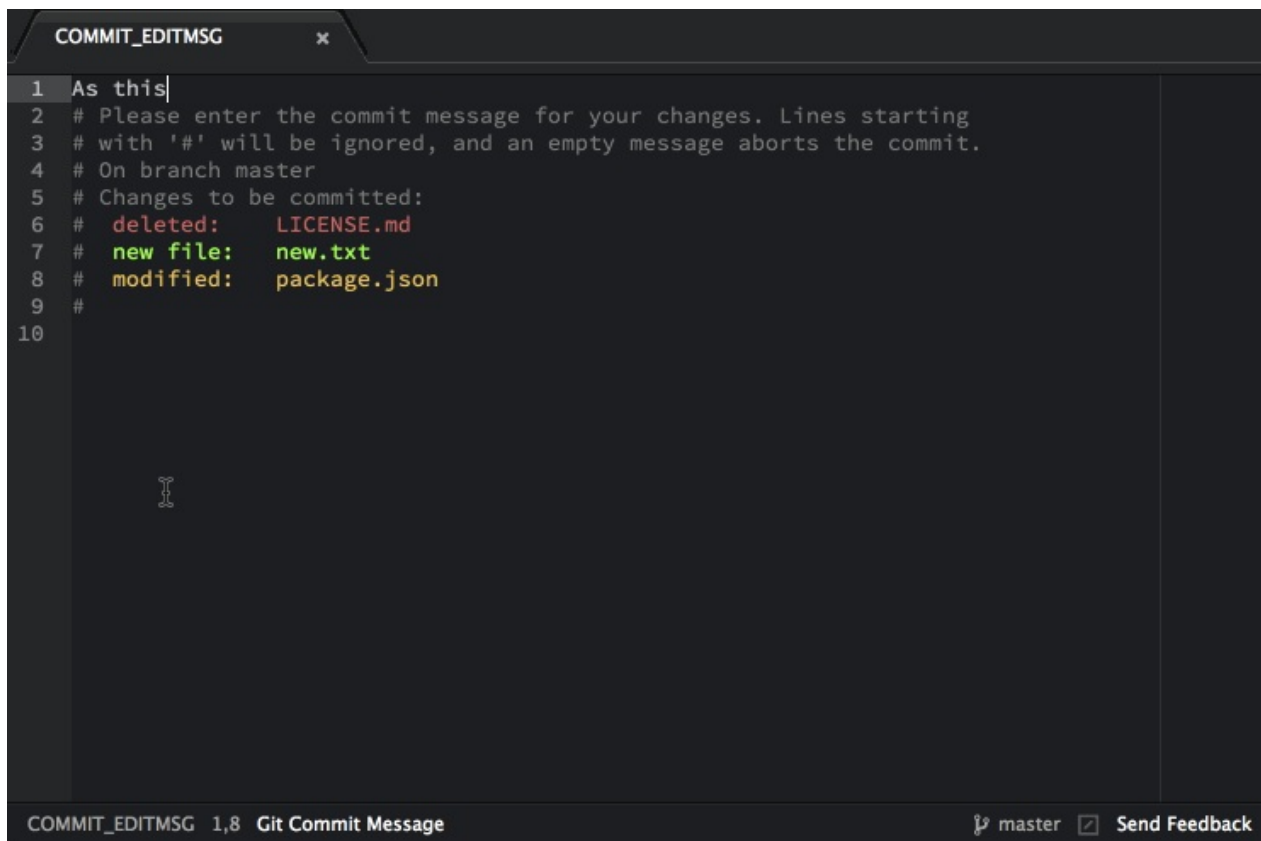 COMMIT_EDITMSG ×
1 As this
2 # Please enter the commit message for your changes. Lines starting
3 # with '#' will be ignored, and an empty message aborts the commit.
4 # On branch master
5 # Changes to be committed:
6 #  deleted:    LICENSE.md
7 #  new file:   new.txt
8 #  modified:   package.json
9 #
10
COMMIT_EDITMSG 1,8 Git Commit Message master Send Feedback